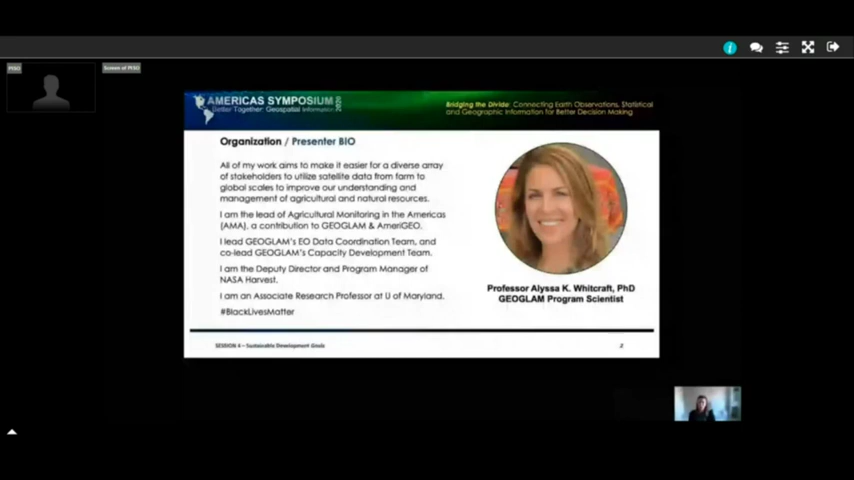 PFSO
Screen of PFSO
AMERICAS SYMPOSIUM 2020
Better Together: Geospatial Information
Bridging the Divide: Connecting Earth Observations, Statistical
and Geographic Information for Better Decision Making
Organization / Presenter BIO
All of my work aims to make it easier for a diverse array
of stakeholders to utilize satellite data from farm to
global scales to improve our understanding and
management of agricultural and natural resources.
I am the lead of Agricultural Monitoring in the Americas
(AMA), a contribution to GEOGLAM & AmeriGEO.
I lead GEOGLAM's EO Data Coordination Team, and
co-lead GEOGLAM's Capacity Development Team.
I am the Deputy Director and Program Manager of
NASA Harvest.
I am an Associate Research Professor at U of Maryland.
#BlackLivesMatter
Professor Alyssa K. Whitcraft, PhD
GEOGLAM Program Scientist
- Sustainable Development Goals
2